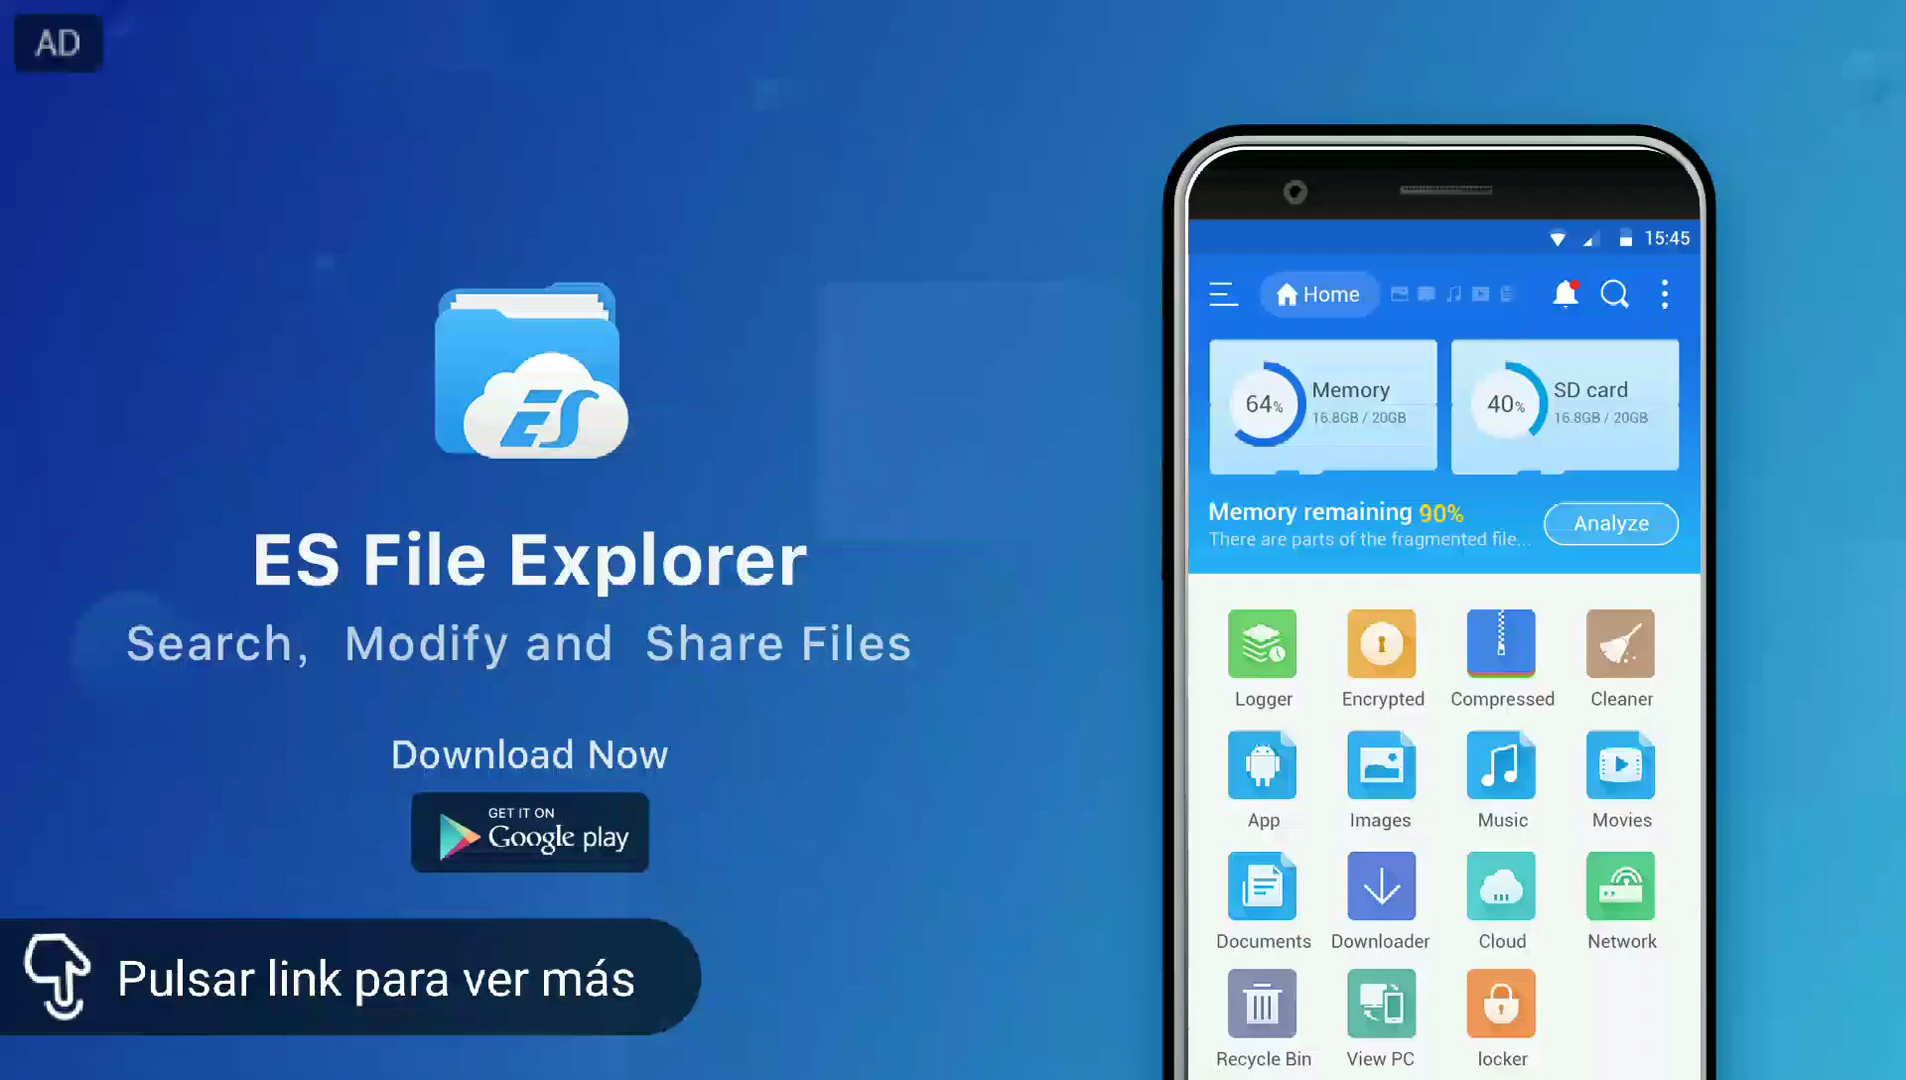 AD
ES
ES File Explorer
Search, Modify and Share Files
Download Now
GET IT ON
Google play
Pulsar link para ver más
15:45
Home
64%
Memory
16.8GB / 20GB
40%
SD card
16.8GB / 20GB
Memory remaining 90%
There are parts of the fragmented file...
Analyze
Logger Encrypted Compressed Cleaner
App Images Music Movies
Documents Downloader Cloud Network
Recycle Bin View PC locker